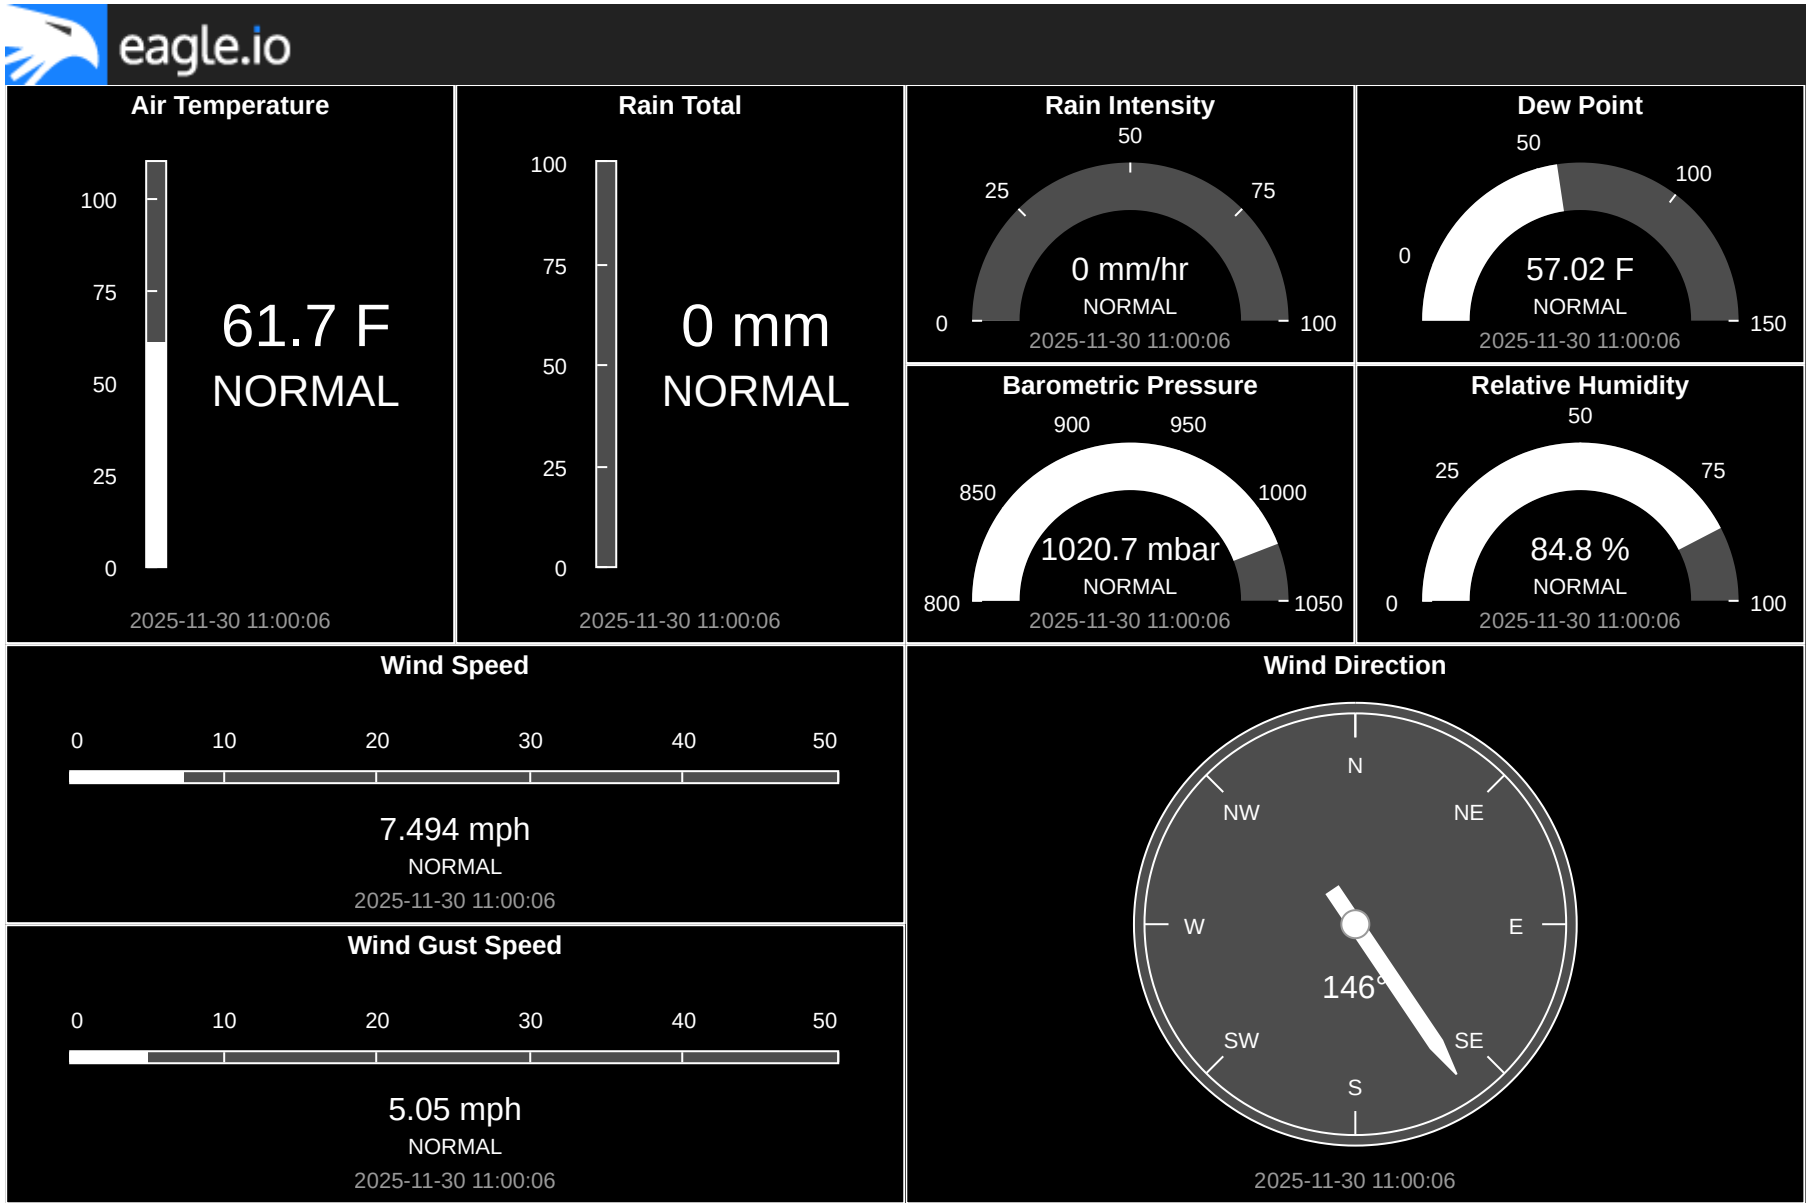 eagle.io
Air Temperature
100
75
50
25
0
61.7 F
NORMAL
2025-11-30 11:00:06
Rain Total
100
75
50
25
0
0 mm
NORMAL
2025-11-30 11:00:06
Rain Intensity
0
25
50
75
100
0 mm/hr
NORMAL
2025-11-30 11:00:06
Dew Point
0
50
100
150
57.02 F
NORMAL
2025-11-30 11:00:06
Barometric Pressure
800
850
900
950
1000
1050
1020.7 mbar
NORMAL
2025-11-30 11:00:06
Relative Humidity
0
25
50
75
100
84.8 %
NORMAL
2025-11-30 11:00:06
Wind Speed
0 10 20 30 40 50
7.494 mph
NORMAL
2025-11-30 11:00:06
Wind Gust Speed
0 10 20 30 40 50
5.05 mph
NORMAL
2025-11-30 11:00:06
Wind Direction
N
NW NE
W E
146°
SW SE
S
2025-11-30 11:00:06